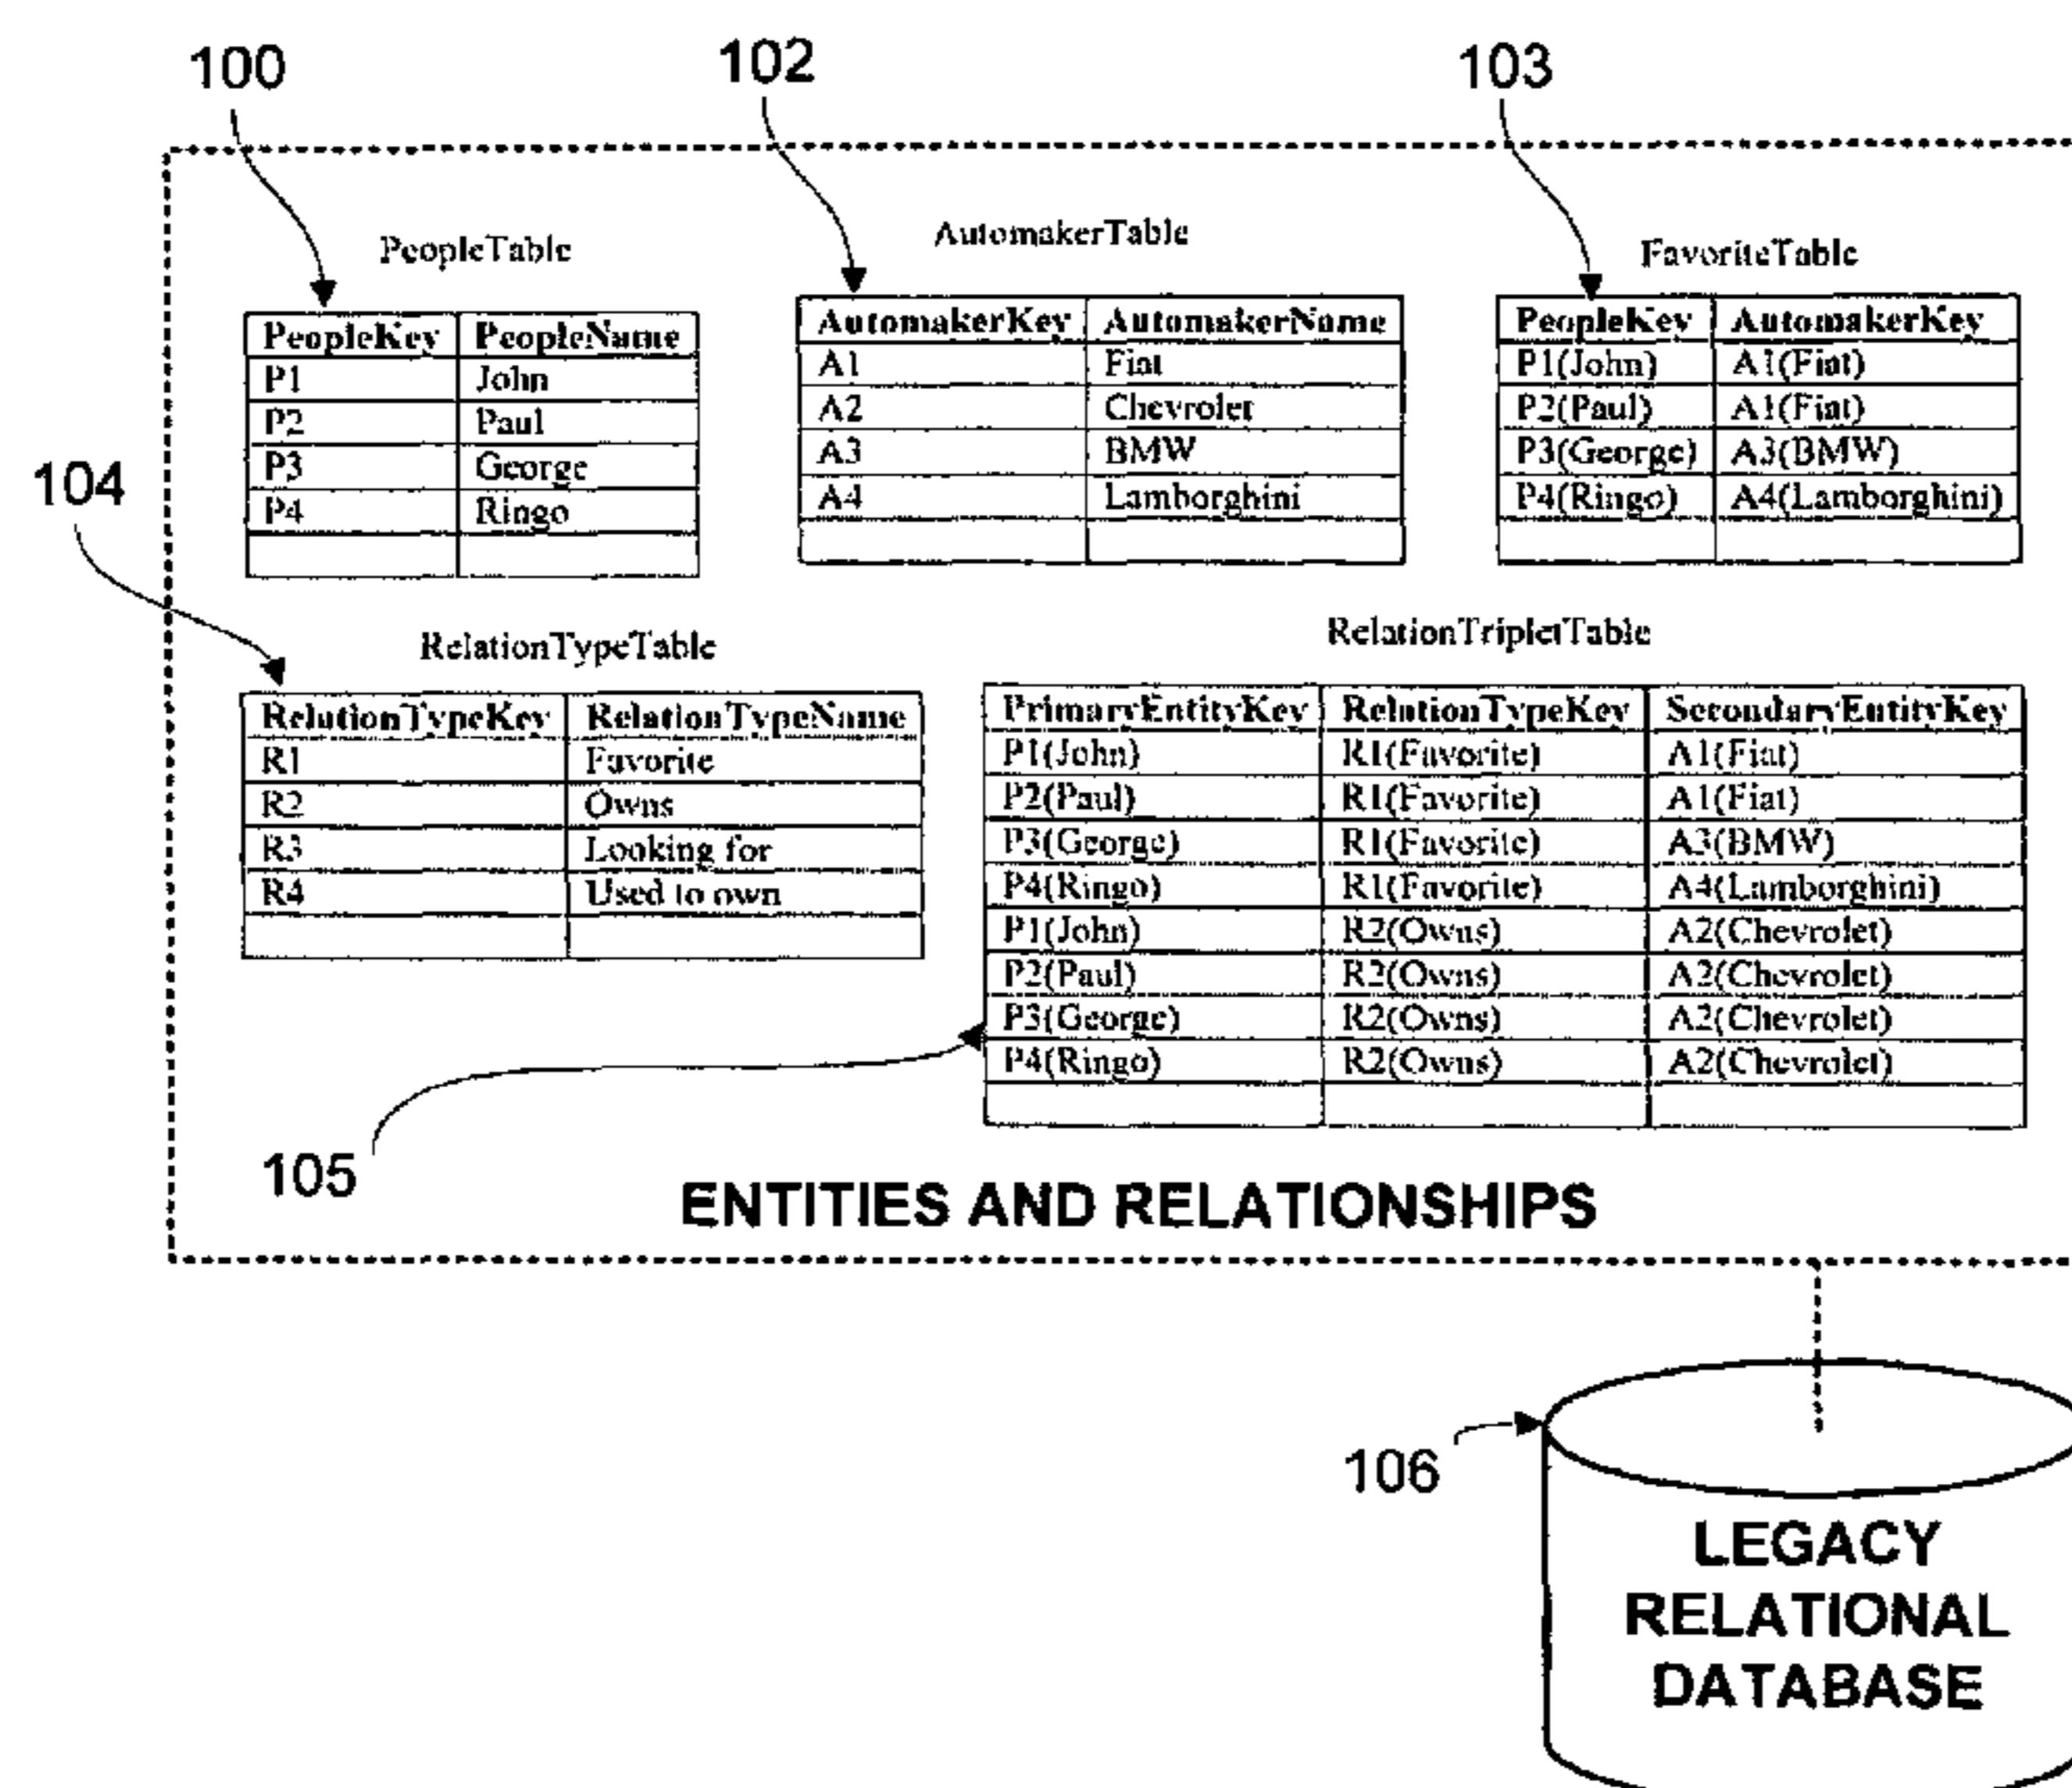 100
102
103
PeopleTable
AutomakerTable
FavoriteTable
PeopleKey PeopleName
P1 John
P2 Paul
P3 George
P4 Ringo
AutomakerKey AutomakerName
A1 Fiat
A2 Chevrolet
A3 BMW
A4 Lamborghini
PeopleKey AutomakerKey
P1(John) A1(Fiat)
P2(Paul) A1(Fiat)
P3(George) A3(BMW)
P4(Ringo) A4(Lamborghini)
104
RelationTypeTable
RelationTripletTable
RelationTypeKey RelationTypeName
R1 Favorite
R2 Owns
R3 Looking for
R4 Used to own
PrimaryEntityKey RelationTypeKey SecondaryEntityKey
P1(John) R1(Favorite) A1(Fiat)
P2(Paul) R1(Favorite) A1(Fiat)
P3(George) R1(Favorite) A3(BMW)
P4(Ringo) R1(Favorite) A4(Lamborghini)
P1(John) R2(Owns) A2(Chevrolet)
P2(Paul) R2(Owns) A2(Chevrolet)
P3(George) R2(Owns) A2(Chevrolet)
P4(Ringo) R2(Owns) A2(Chevrolet)
105
ENTITIES AND RELATIONSHIPS
106
LEGACY
RELATIONAL
DATABASE